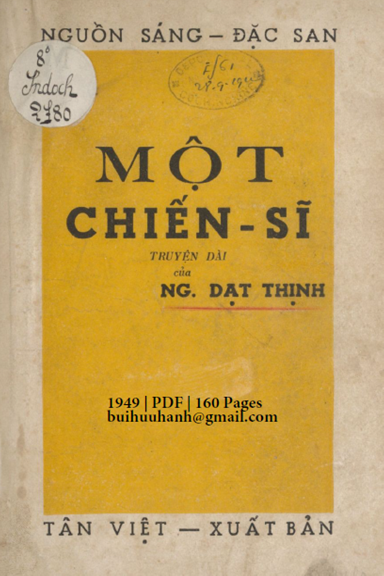 NGUỒN SÁNG — ĐẶC SAN
8°
Indoch
2180
E/61
MỘT
CHIẾN-SĨ
TRUYỆN DÀI
của
NG. ĐẠT THỊNH
1949 | PDF | 160 Pages
buihuuhanh@gmail.com
TÂN VIỆT — XUẤT BẢN